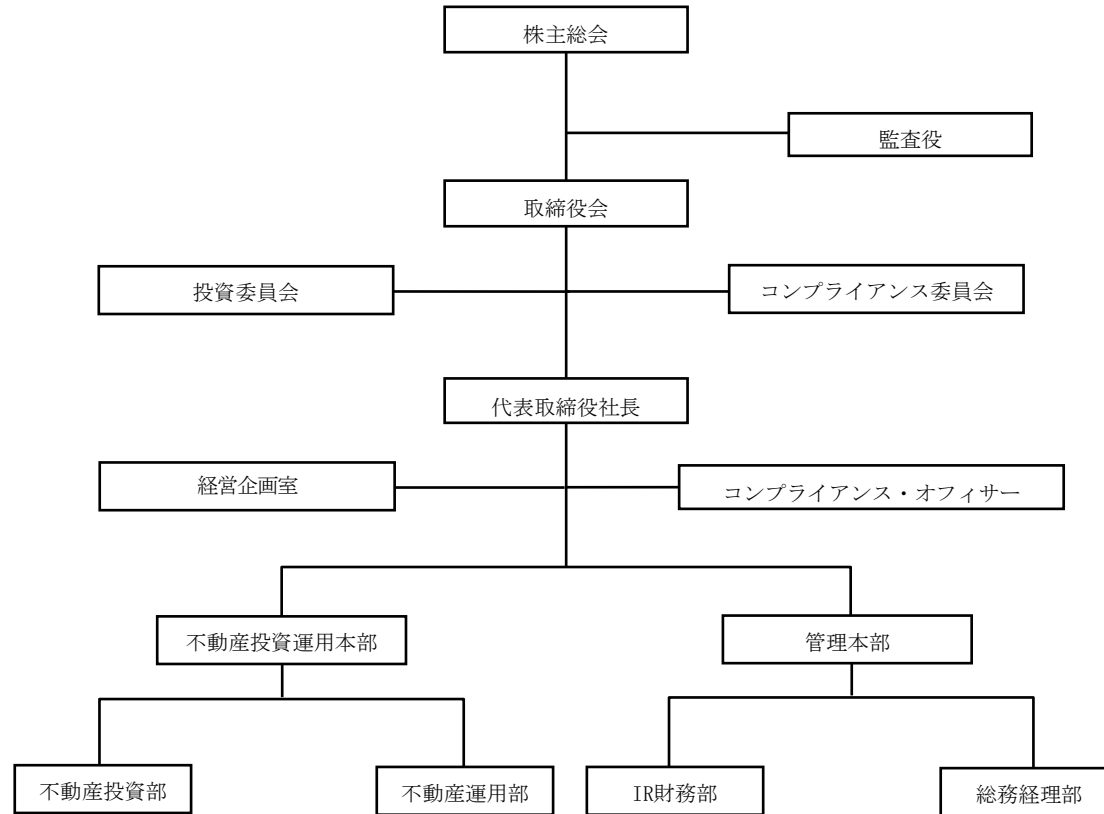 株主総会
監査役
取締役会
投資委員会
コンプライアンス委員会
代表取締役社長
経営企画室
コンプライアンス・オフィサー
不動産投資運用本部
管理本部
不動産投資部
不動産運用部
IR財務部
総務経理部